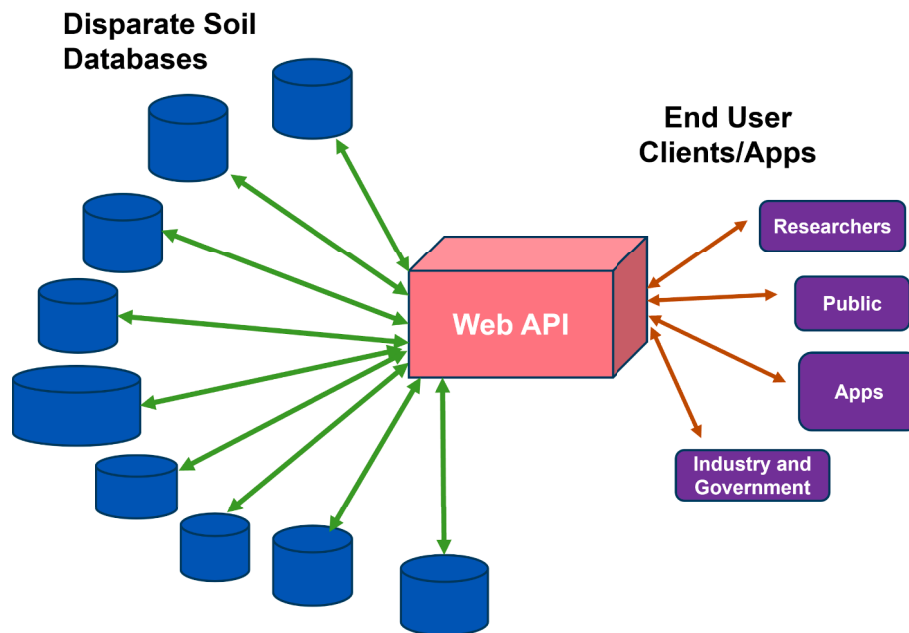 Disparate Soil
Databases
End User
Clients/Apps
Researchers
Web API
Public
Apps
Industry and
Government